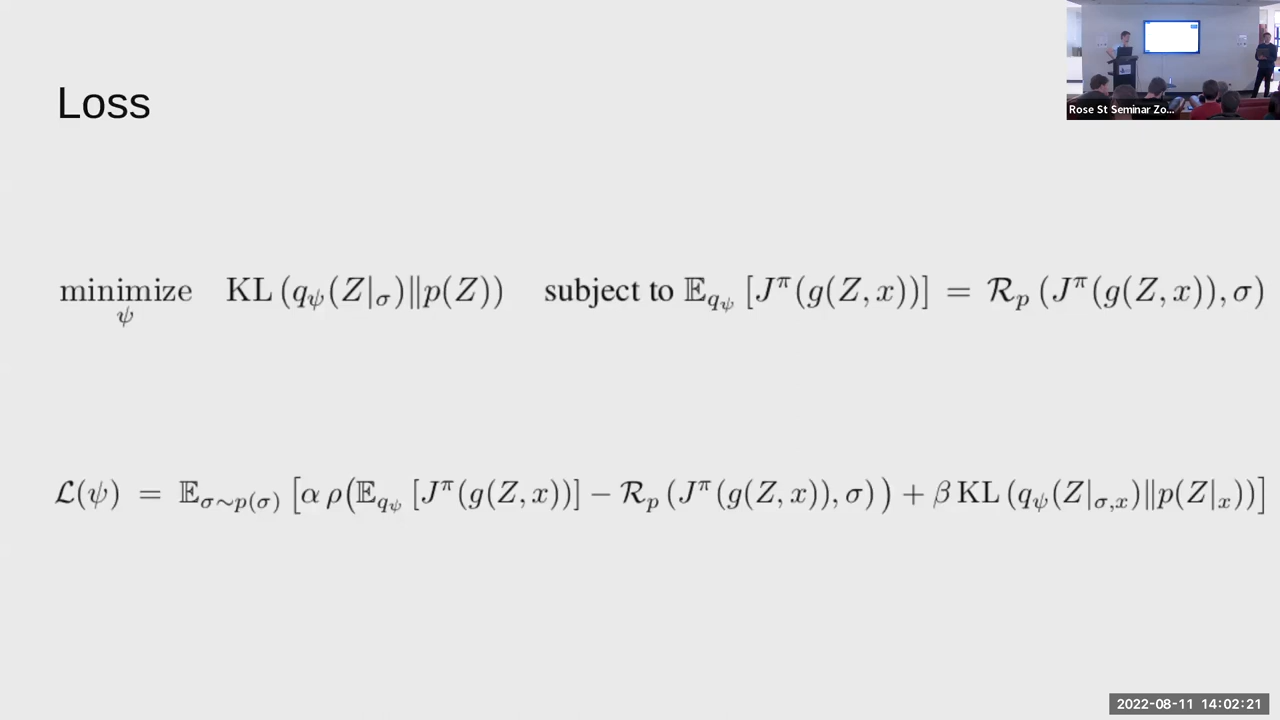 Loss
Rose St Seminar Zo...
minimize_ψ KL (q_ψ(Z|_σ)‖p(Z)) subject to 𝔼_{q_ψ} [J^π(g(Z, x))] = ℛ_p (J^π(g(Z, x)), σ)
ℒ(ψ) = 𝔼_{σ∼p(σ)} [α ρ(𝔼_{q_ψ} [J^π(g(Z, x))] − ℛ_p (J^π(g(Z, x)), σ)) + β KL (q_ψ(Z|_{σ,x})‖p(Z|_x))]
2022-08-11 14:02:21